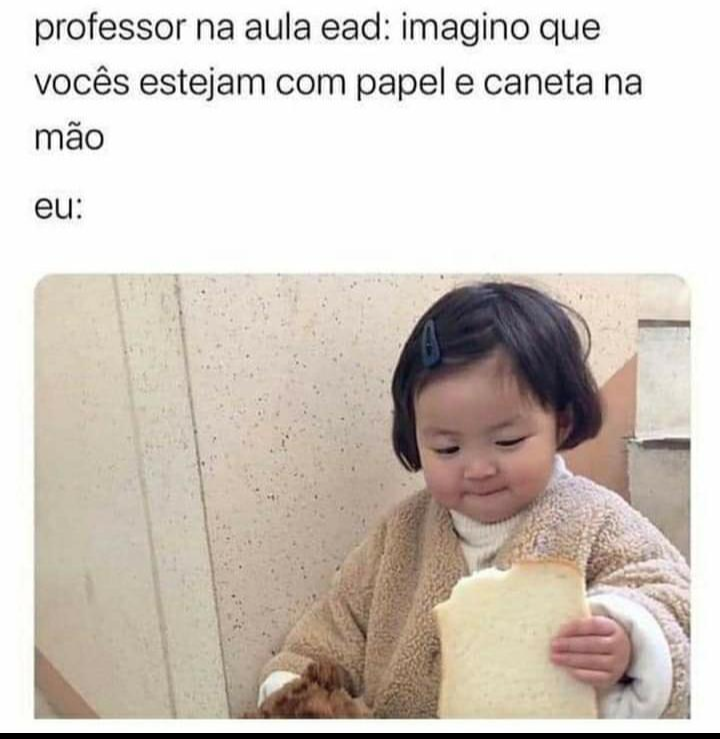 professor na aula ead: imagino que
vocês estejam com papel e caneta na
mão
eu: